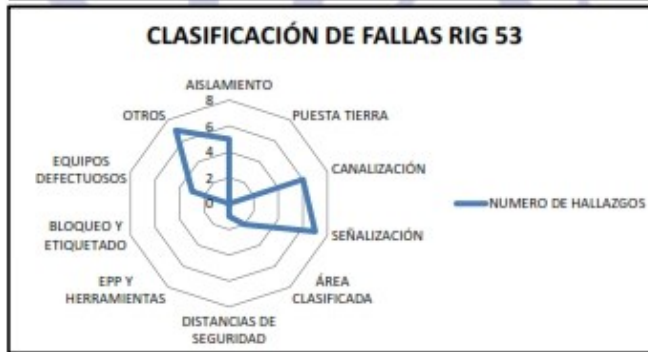 CLASIFICACIÓN DE FALLAS RIG 53
AISLAMIENTO
8
OTROS
6
PUESTA TIERRA
4
EQUIPOS
DEFECTUOSOS
2
CANALIZACIÓN
0
NUMERO DE HALLAZGOS
BLOQUEO Y
ETIQUETADO
SEÑALIZACIÓN
EPP Y
HERRAMIENTAS
ÁREA
CLASIFICADA
DISTANCIAS DE
SEGURIDAD